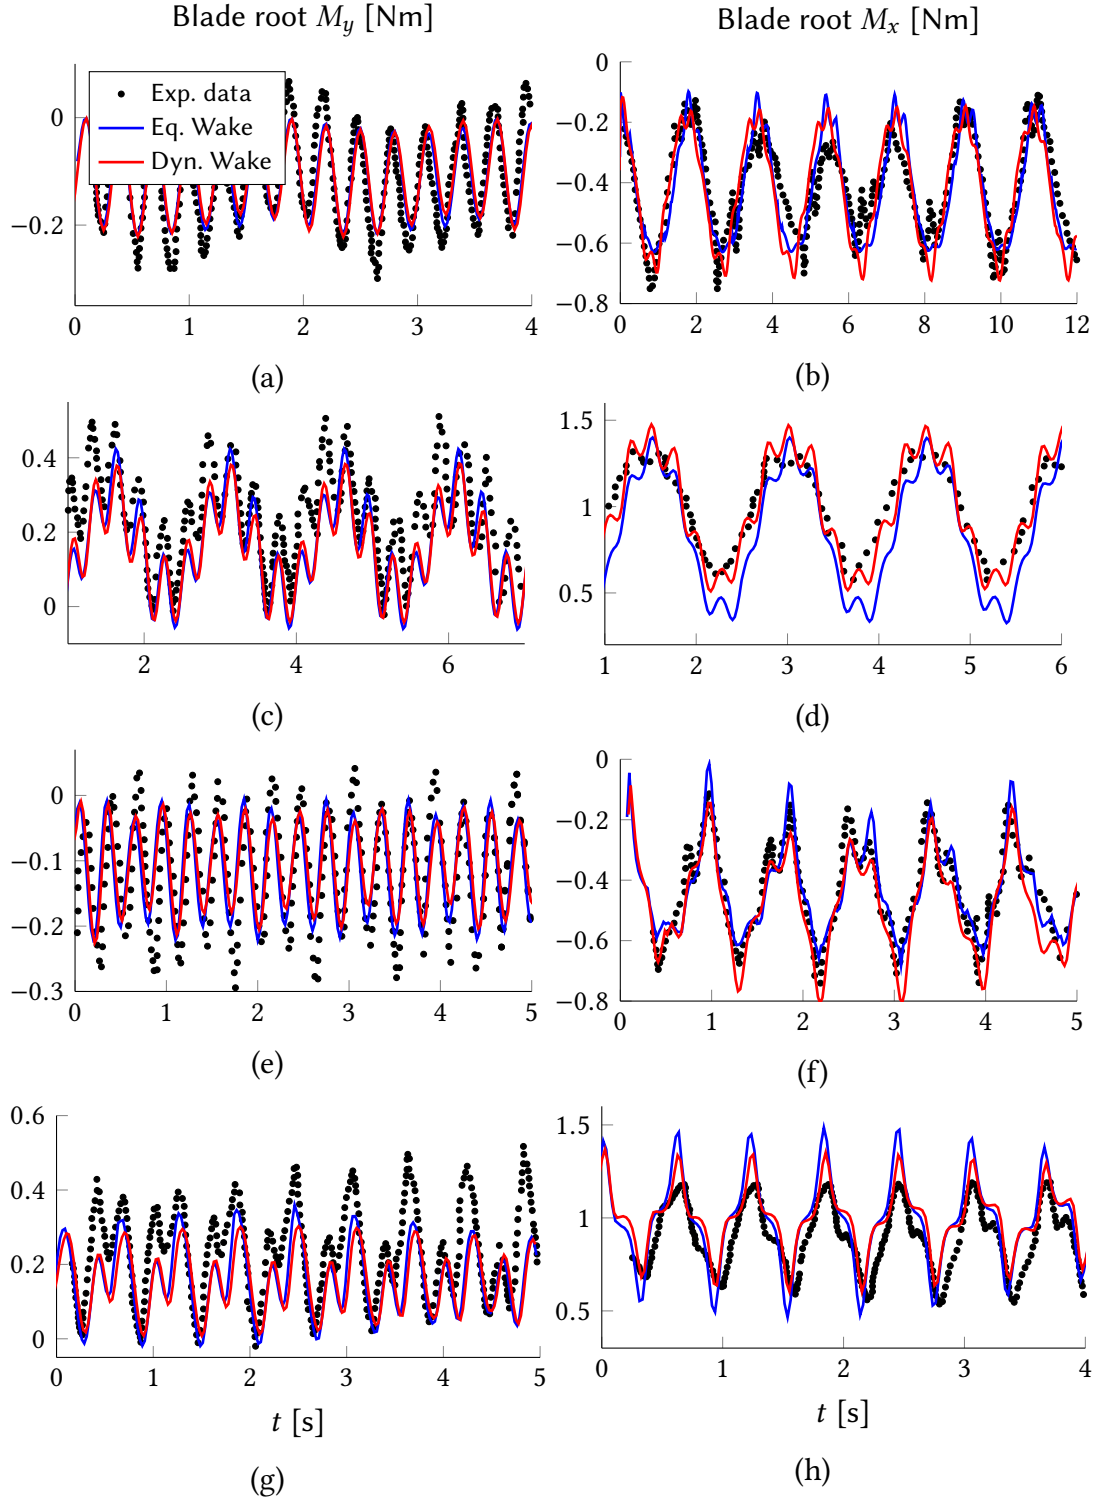 Blade root My [Nm]
Blade root Mx [Nm]
Exp. data
Eq. Wake
Dyn. Wake
0
−0.2
0 1 2 3 4
(a)
0
−0.2
−0.4
−0.6
−0.8
0 2 4 6 8 10 12
(b)
0.4
0.2
0
2 4 6
(c)
1.5
1
0.5
1 2 3 4 5 6
(d)
0
−0.1
−0.2
−0.3
0 1 2 3 4 5
(e)
0
−0.2
−0.4
−0.6
−0.8
0 1 2 3 4 5
(f)
0.6
0.4
0.2
0
0 1 2 3 4 5
t [s]
(g)
1.5
1
0.5
0 1 2 3 4
t [s]
(h)